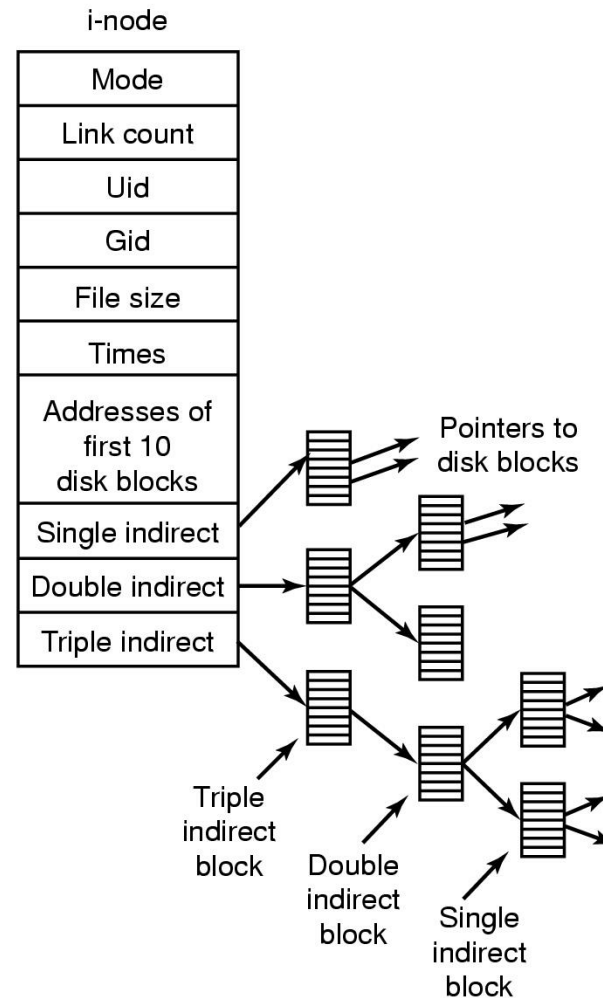 i-node
Mode
Link count
Uid
Gid
File size
Times
Addresses of
first 10
disk blocks
Single indirect
Double indirect
Triple indirect
Pointers to
disk blocks
Triple
indirect
block
Double
indirect
block
Single
indirect
block